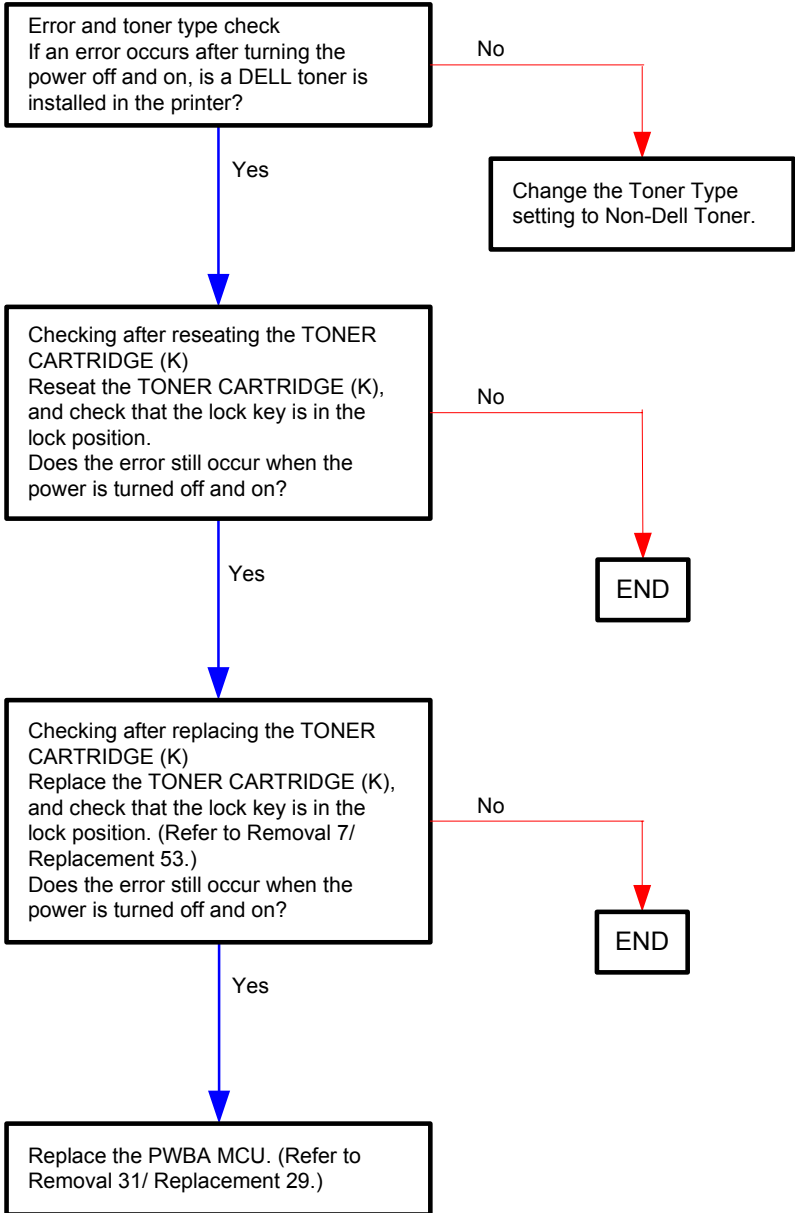 Error and toner type check
If an error occurs after turning the
power off and on, is a DELL toner is
installed in the printer?
No
Yes
Change the Toner Type
setting to Non-Dell Toner.
Checking after reseating the TONER
CARTRIDGE (K)
Reseat the TONER CARTRIDGE (K),
and check that the lock key is in the
lock position.
Does the error still occur when the
power is turned off and on?
No
Yes
END
Checking after replacing the TONER
CARTRIDGE (K)
Replace the TONER CARTRIDGE (K),
and check that the lock key is in the
lock position. (Refer to Removal 7/
Replacement 53.)
Does the error still occur when the
power is turned off and on?
No
END
Yes
Replace the PWBA MCU. (Refer to
Removal 31/ Replacement 29.)